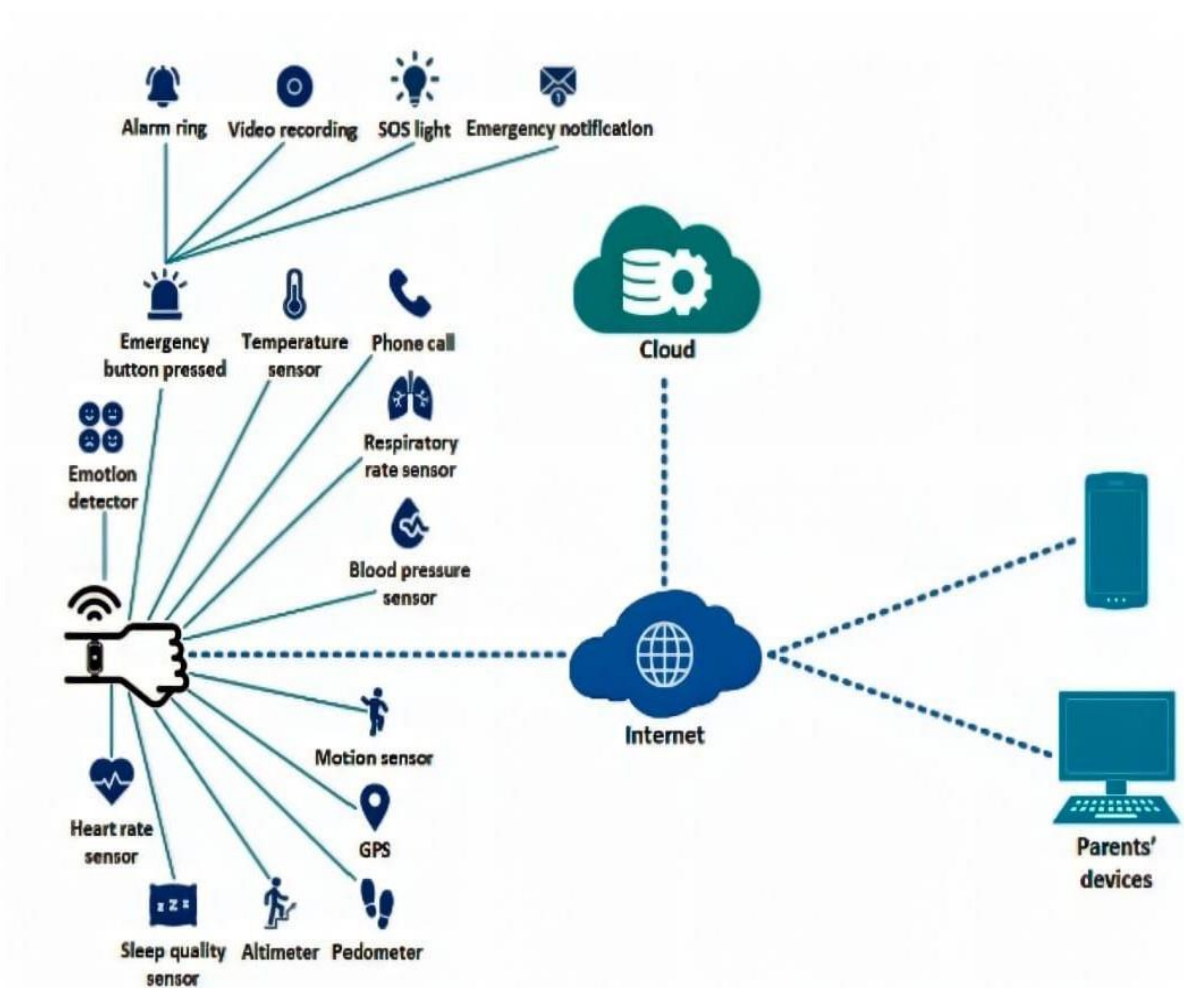 Alarm ring
Video recording
SOS light
Emergency notification
Cloud
Emergency
button pressed
Temperature
sensor
Phone call
Respiratory
rate sensor
Emotion
detector
Blood pressure
sensor
Internet
Motion sensor
Heart rate
sensor
GPS
Parents'
devices
z z z
Sleep quality
sensor
Altimeter
Pedometer